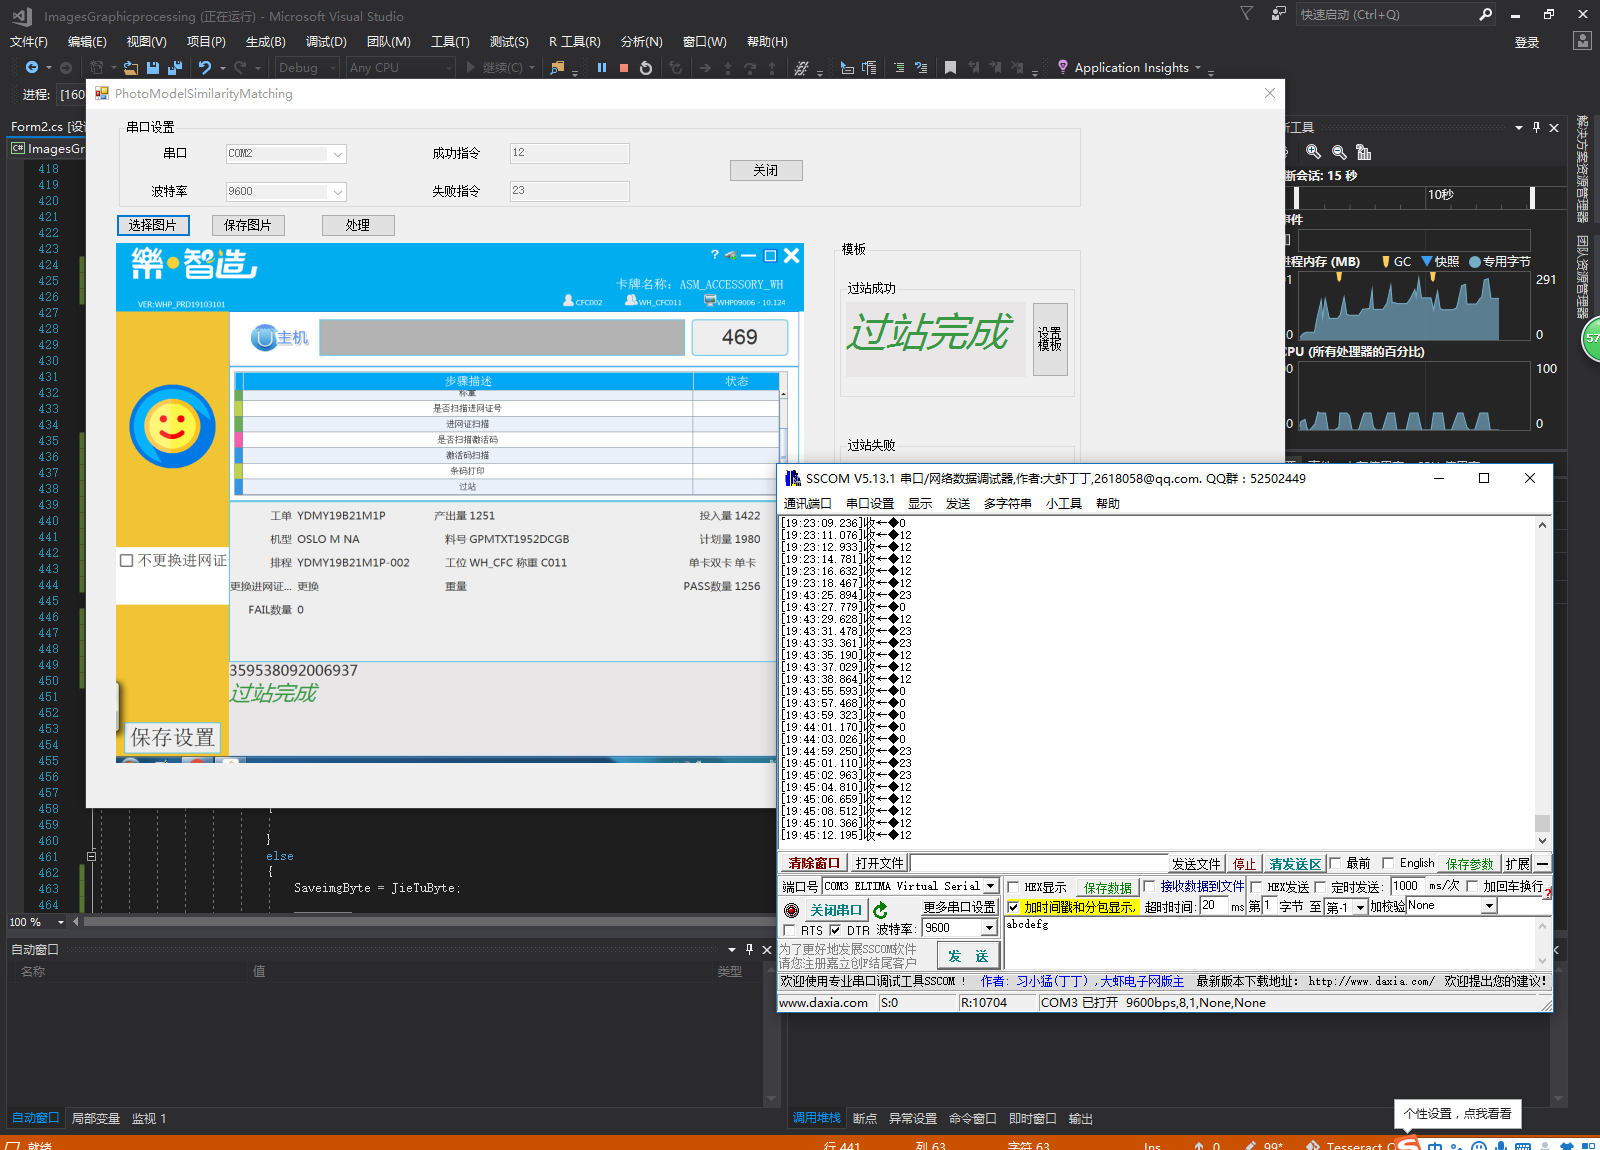 ImagesGraphicprocessing (正在运行) - Microsoft Visual Studio
快速启动 (Ctrl+Q)
文件(F) 编辑(E) 视图(V) 项目(P) 生成(B) 调试(D) 团队(M) 工具(T) 测试(S) R 工具(R) 分析(N) 窗口(W) 帮助(H)
登录
Debug Any CPU 继续(C) Application Insights
进程: [160
PhotoModelSimilarityMatching
Form2.cs [设
C# ImagesGr
串口设置
串口 COM2 成功指令 12
关闭
波特率 9600 失败指令 23
选择图片 保存图片 处理
樂·智造
VER:WHP_PRD19103101
卡牌名称: ASM_ACCESSORY_WH
CFC002 WH_CFC011 WHP09006 - 10.124
主机 469
步骤描述 状态
称重
是否扫描进网证号
进网证扫描
是否扫描激活码
激活码扫描
条码打印
过站
工单 YDMY19B21M1P 产出量 1251 投入量 1422
机型 OSLO M NA 料号 GPMTXT1952DCGB 计划量 1980
排程 YDMY19B21M1P-002 工位 WH_CFC 称重 C011 单卡双卡 单卡
更换进网证... 更换 重量 PASS数量 1256
FAIL数量 0
不更换进网证
359538092006937
过站完成
保存设置
模板
过站成功
过站完成
设置模板
过站失败
418
419
420
421
422
423
424
425
426
427
428
429
430
431
432
433
434
435
436
437
438
439
440
441
442
443
444
445
446
447
448
449
450
451
452
453
454
455
456
457
458
459
460 }
461 else
462 {
463 SaveimgByte = JieTuByte;
464
100 %
断会话: 15 秒
10秒
进程内存 (MB) GC 快照 专用字节
291
0 0
CPU (所有处理器的百分比)
100
0 0
解决方案资源管理器
团队资源管理器
57
SSCOM V5.13.1 串口/网络数据调试器,作者:大虾丁丁,2618058@qq.com. QQ群：52502449
通讯端口 串口设置 显示 发送 多字符串 小工具 帮助
[19:23:09.236]收←◆0
[19:23:11.076]收←◆12
[19:23:12.933]收←◆12
[19:23:14.781]收←◆12
[19:23:16.632]收←◆12
[19:23:18.467]收←◆12
[19:43:25.894]收←◆23
[19:43:27.779]收←◆0
[19:43:29.628]收←◆12
[19:43:31.478]收←◆23
[19:43:33.361]收←◆23
[19:43:35.190]收←◆12
[19:43:37.029]收←◆12
[19:43:38.864]收←◆12
[19:43:55.593]收←◆0
[19:43:57.468]收←◆0
[19:43:59.323]收←◆0
[19:44:01.170]收←◆0
[19:44:03.026]收←◆0
[19:44:59.250]收←◆23
[19:45:01.110]收←◆23
[19:45:02.963]收←◆23
[19:45:04.810]收←◆12
[19:45:06.659]收←◆12
[19:45:08.512]收←◆12
[19:45:10.366]收←◆12
[19:45:12.195]收←◆12
清除窗口 打开文件 发送文件 停止 清发送区 最前 English 保存参数 扩展 —
端口号 COM3 ELTIMA Virtual Serial HEX显示 保存数据 接收数据到文件 HEX发送 定时发送: 1000 ms/次 加回车换行
关闭串口 更多串口设置 加时间戳和分包显示, 超时时间: 20 ms 第 1 字节 至 第-1 加校验 None
RTS DTR 波特率: 9600 abcdefg
为了更好地发展SSCOM软件
请您注册嘉立创F结尾客户
发 送
欢迎使用专业串口调试工具SSCOM ！ 作者: 习小猛(丁丁) ,大虾电子网版主 最新版本下载地址: http://www.daxia.com/ 欢迎提出您的建议!
www.daxia.com S:0 R:10704 COM3 已打开 9600bps,8,1,None,None
自动窗口
名称 值 类型
自动窗口 局部变量 监视 1
调用堆栈 断点 异常设置 命令窗口 即时窗口 输出
个性设置，点我看看
就绪 行 441 列 63 字符 63 Ins 0 99*